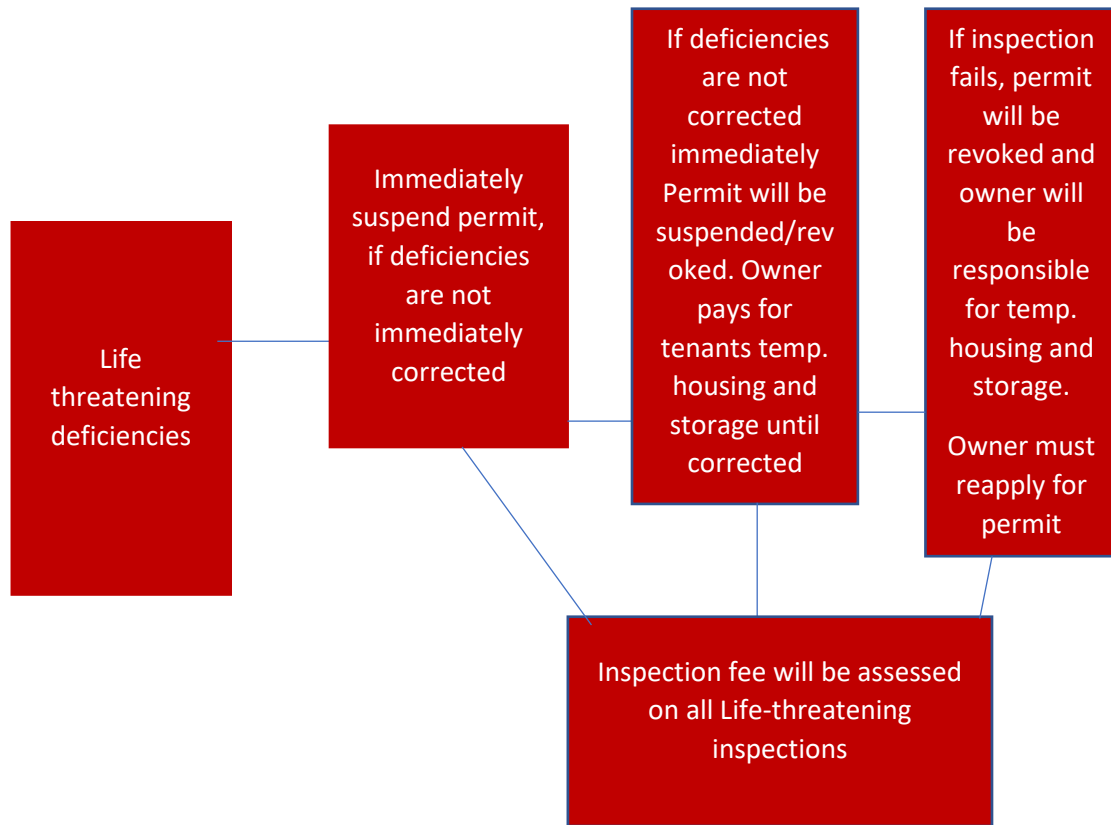 Life
threatening
deficiencies
Immediately
suspend permit,
if deficiencies
are not
immediately
corrected
If deficiencies
are not
corrected
immediately
Permit will be
suspended/rev
oked. Owner
pays for
tenants temp.
housing and
storage until
corrected
If inspection
fails, permit
will be
revoked and
owner will
be
responsible
for temp.
housing and
storage.
Owner must
reapply for
permit
Inspection fee will be assessed
on all Life-threatening
inspections